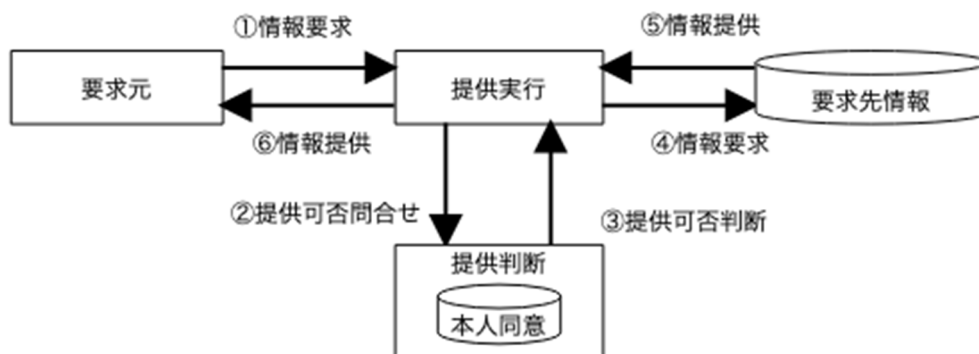 ①情報要求
⑤情報提供
要求元
提供実行
要求先情報
⑥情報提供
④情報要求
②提供可否問合せ
③提供可否判断
提供判断
本人同意